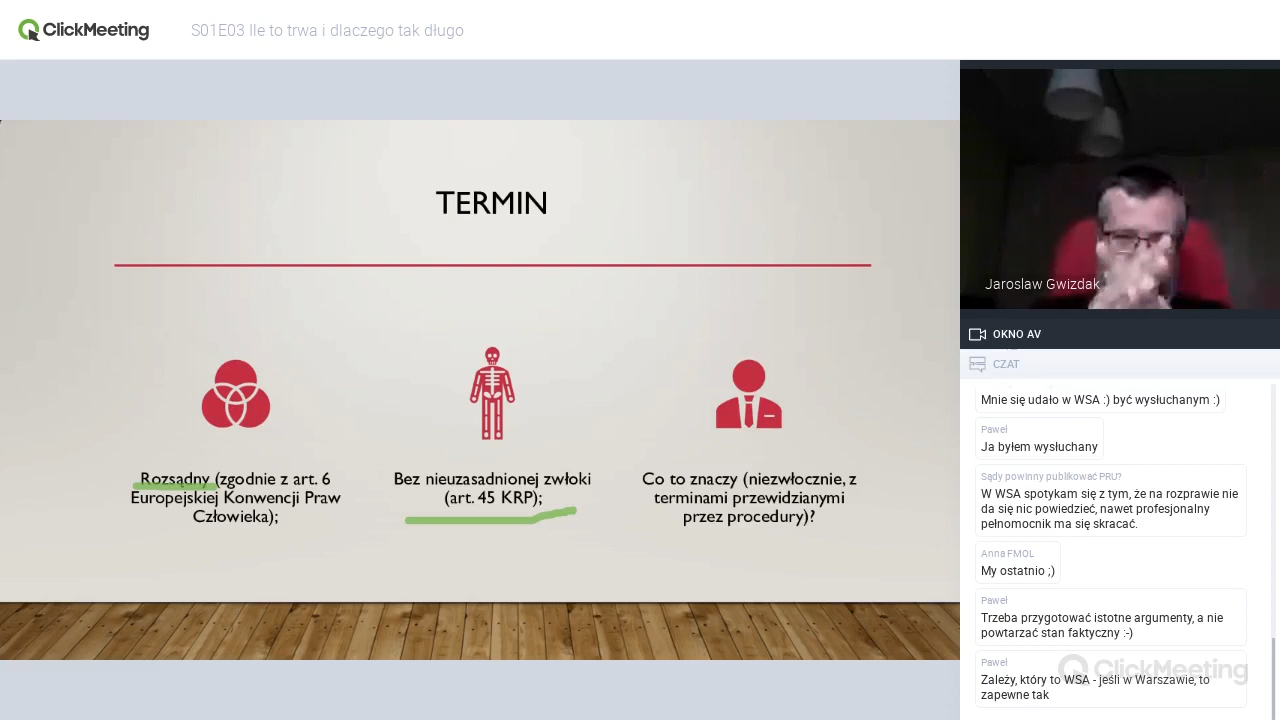 ClickMeeting
S01E03 Ile to trwa i dlaczego tak długo
TERMIN
Rozsądny (zgodnie z art. 6
Europejskiej Konwencji Praw
Człowieka);
Bez nieuzasadnionej zwłoki
(art. 45 KRP);
Co to znaczy (niezwłocznie, z
terminami przewidzianymi
przez procedury)?
Jaroslaw Gwizdak
OKNO AV
CZAT
Mnie się udało w WSA :) być wysłuchanym :)
Paweł
Ja byłem wysłuchany
Sądy powinny publikować PRU?
W WSA spotykam się z tym, że na rozprawie nie
da się nic powiedzieć, nawet profesjonalny
pełnomocnik ma się skracać.
Anna FMOL
My ostatnio ;)
Paweł
Trzeba przygotować istotne argumenty, a nie
powtarzać stan faktyczny :-)
Paweł
Zależy, który to WSA - jeśli w Warszawie, to
zapewne tak
ClickMeeting